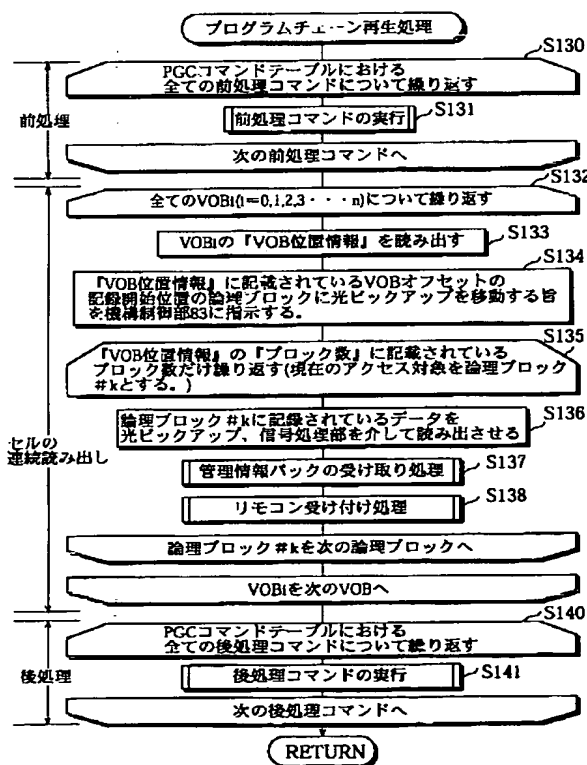 プログラムチェーン再生処理
S130
PGCコマンドテーブルにおける
全ての前処理コマンドについて繰り返す
S131
前処理コマンドの実行
前処理
次の前処理コマンドへ
S132
全てのVOBi(i=0,1,2,3・・・n)について繰り返す
S133
VOBiの『VOB位置情報』を読み出す
S134
『VOB位置情報』に記載されているVOBオフセットの
記録開始位置の論理ブロックに光ピックアップを移動する旨
を機構制御部83に指示する。
S135
『VOB位置情報』の『ブロック数』に記載されている
ブロック数だけ繰り返す(現在のアクセス対象を論理ブロック
#kとする。)
S136
論理ブロック#kに記録されているデータを
光ピックアップ、信号処理部を介して読み出させる
セルの
連続読み出し
S137
管理情報パックの受け取り処理
S138
リモコン受け付け処理
論理ブロック#kを次の論理ブロックへ
VOBiを次のVOBへ
S140
PGCコマンドテーブルにおける
全ての後処理コマンドについて繰り返す
後処理
S141
後処理コマンドの実行
次の後処理コマンドへ
RETURN